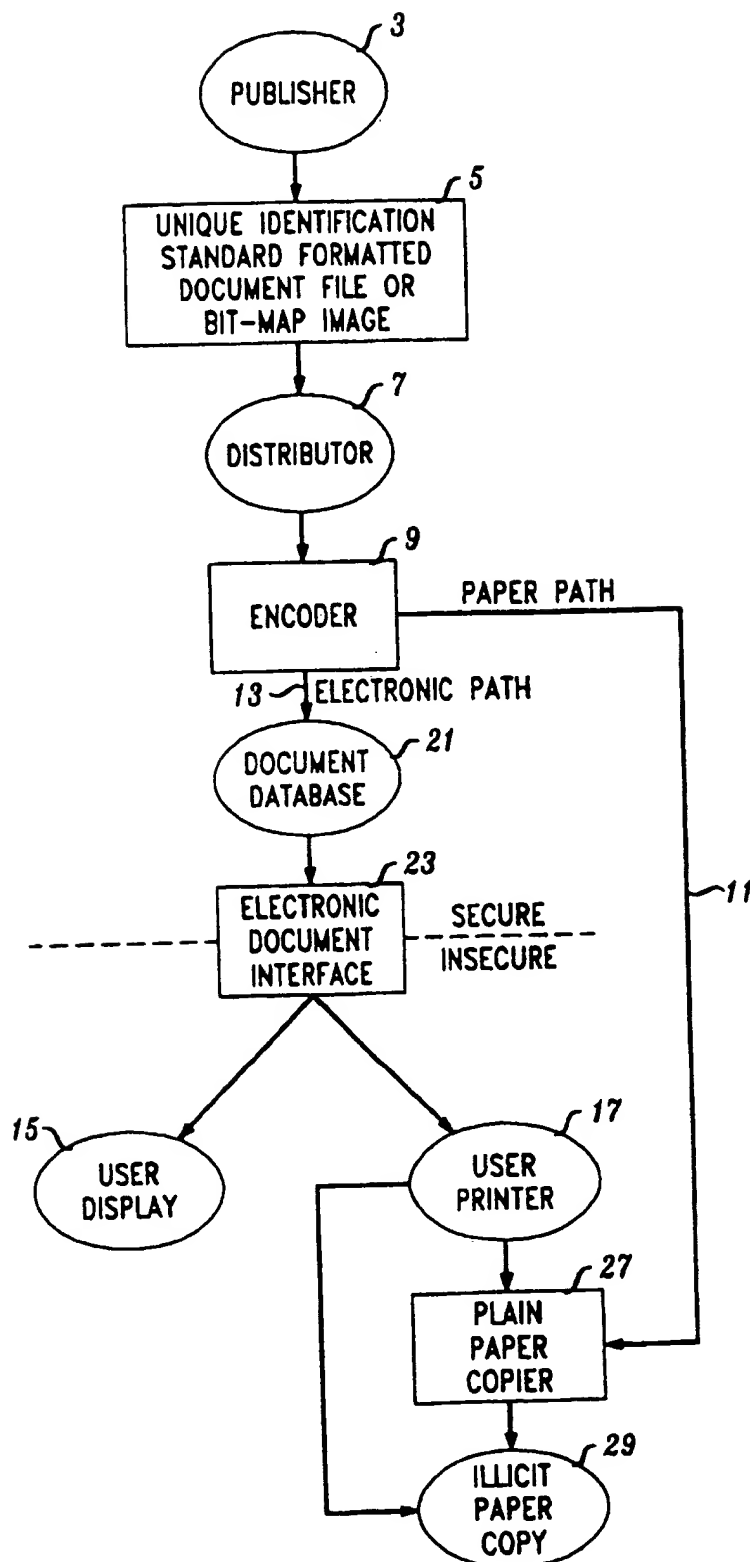 3
PUBLISHER
5
UNIQUE IDENTIFICATION
STANDARD FORMATTED
DOCUMENT FILE OR
BIT-MAP IMAGE
7
DISTRIBUTOR
9
ENCODER
PAPER PATH
13
ELECTRONIC PATH
21
DOCUMENT
DATABASE
23
ELECTRONIC
DOCUMENT
INTERFACE
SECURE
INSECURE
11
15
USER
DISPLAY
17
USER
PRINTER
27
PLAIN
PAPER
COPIER
29
ILLICIT
PAPER
COPY